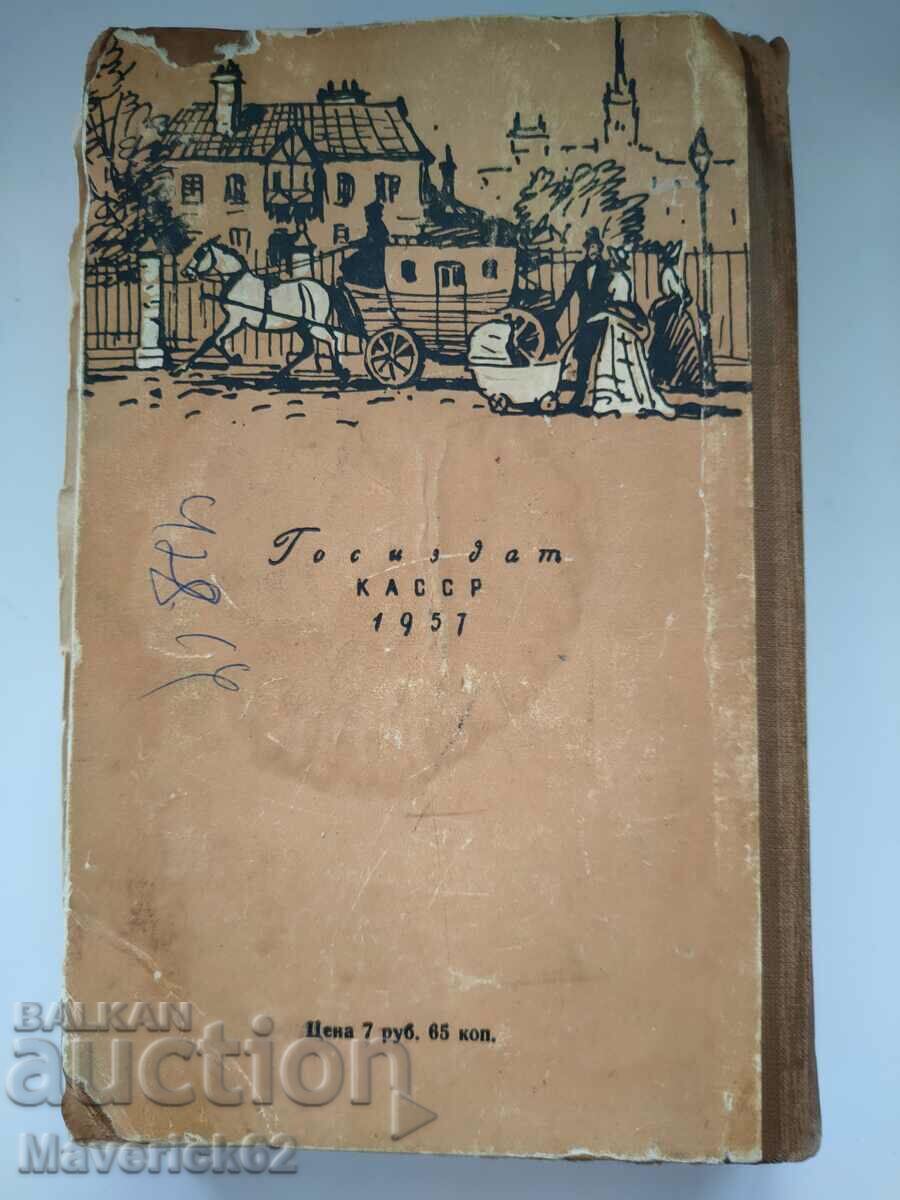 Госиздат
КАССР
1957
Цена 7 руб. 65 коп.
BALKAN
auction
Maverick62